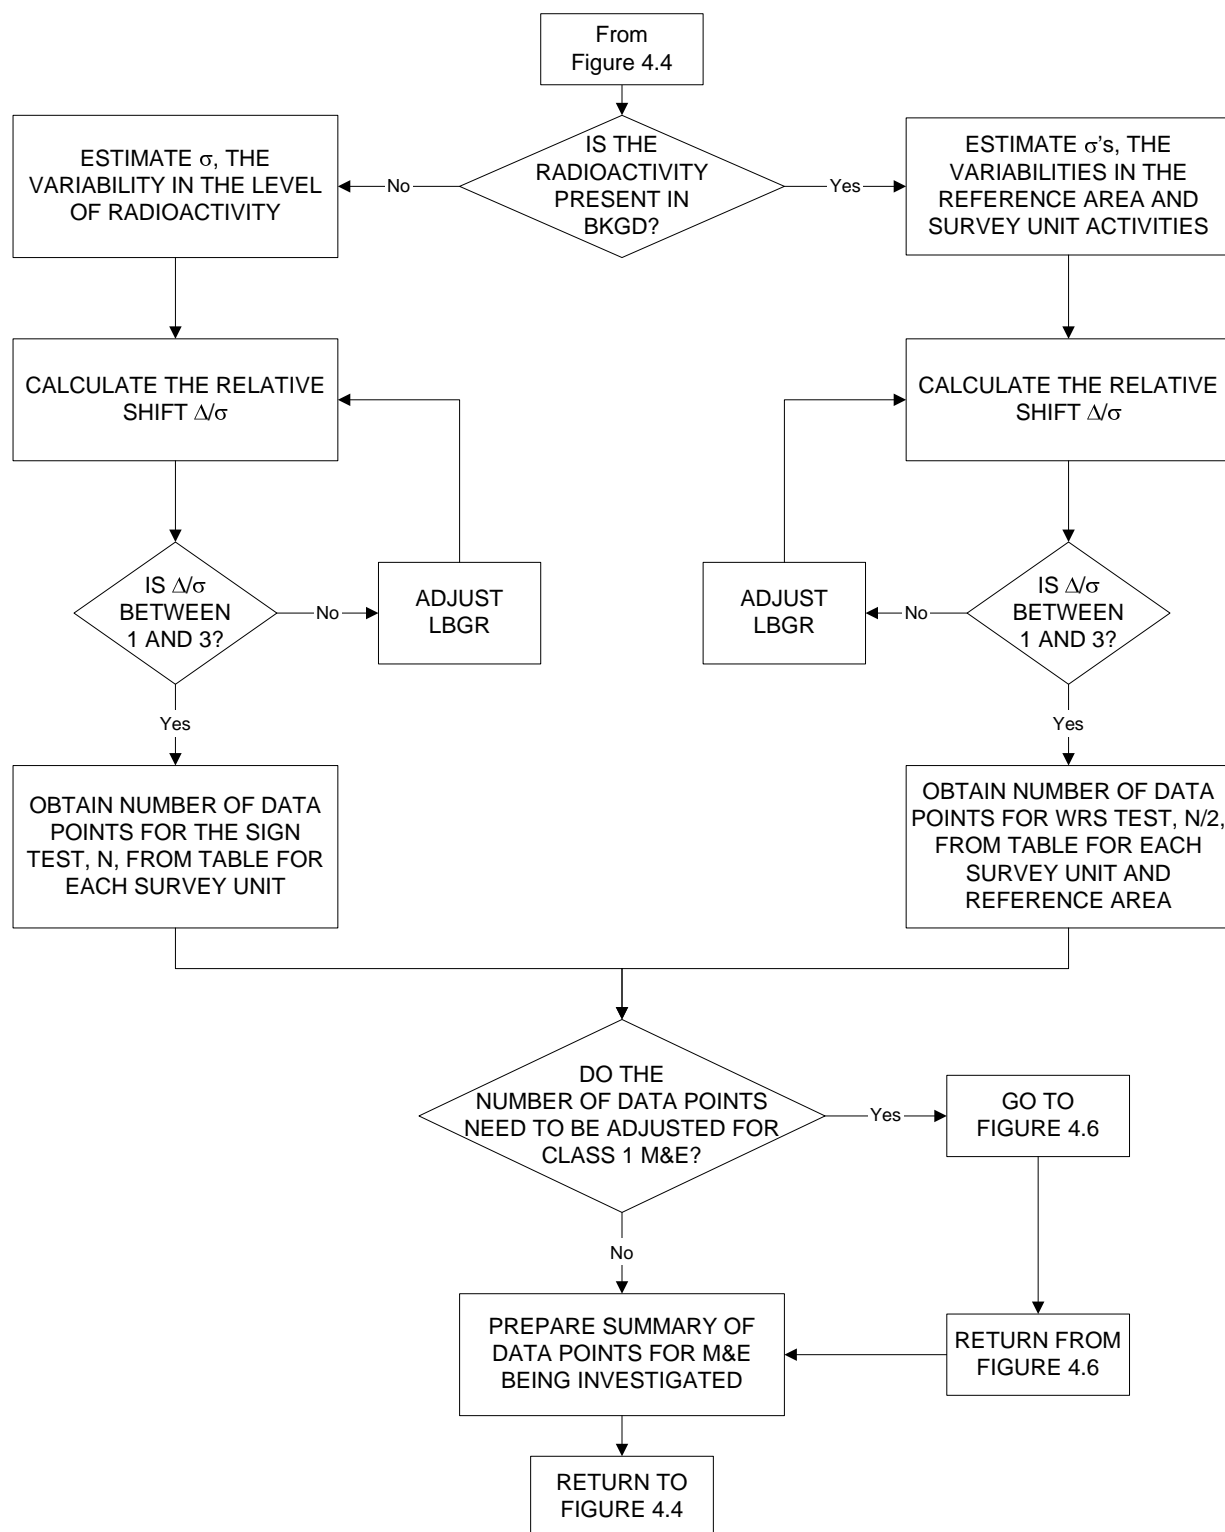 From
Figure 4.4
IS THE
RADIOACTIVITY
PRESENT IN
BKGD?
No
Yes
ESTIMATE σ, THE
VARIABILITY IN THE LEVEL
OF RADIOACTIVITY
ESTIMATE σ's, THE
VARIABILITIES IN THE
REFERENCE AREA AND
SURVEY UNIT ACTIVITIES
CALCULATE THE RELATIVE
SHIFT Δ/σ
CALCULATE THE RELATIVE
SHIFT Δ/σ
IS Δ/σ
BETWEEN
1 AND 3?
No
ADJUST
LBGR
ADJUST
LBGR
No
IS Δ/σ
BETWEEN
1 AND 3?
Yes
Yes
OBTAIN NUMBER OF DATA
POINTS FOR THE SIGN
TEST, N, FROM TABLE FOR
EACH SURVEY UNIT
OBTAIN NUMBER OF DATA
POINTS FOR WRS TEST, N/2,
FROM TABLE FOR EACH
SURVEY UNIT AND
REFERENCE AREA
DO THE
NUMBER OF DATA POINTS
NEED TO BE ADJUSTED FOR
CLASS 1 M&E?
Yes
GO TO
FIGURE 4.6
No
PREPARE SUMMARY OF
DATA POINTS FOR M&E
BEING INVESTIGATED
RETURN FROM
FIGURE 4.6
RETURN TO
FIGURE 4.4